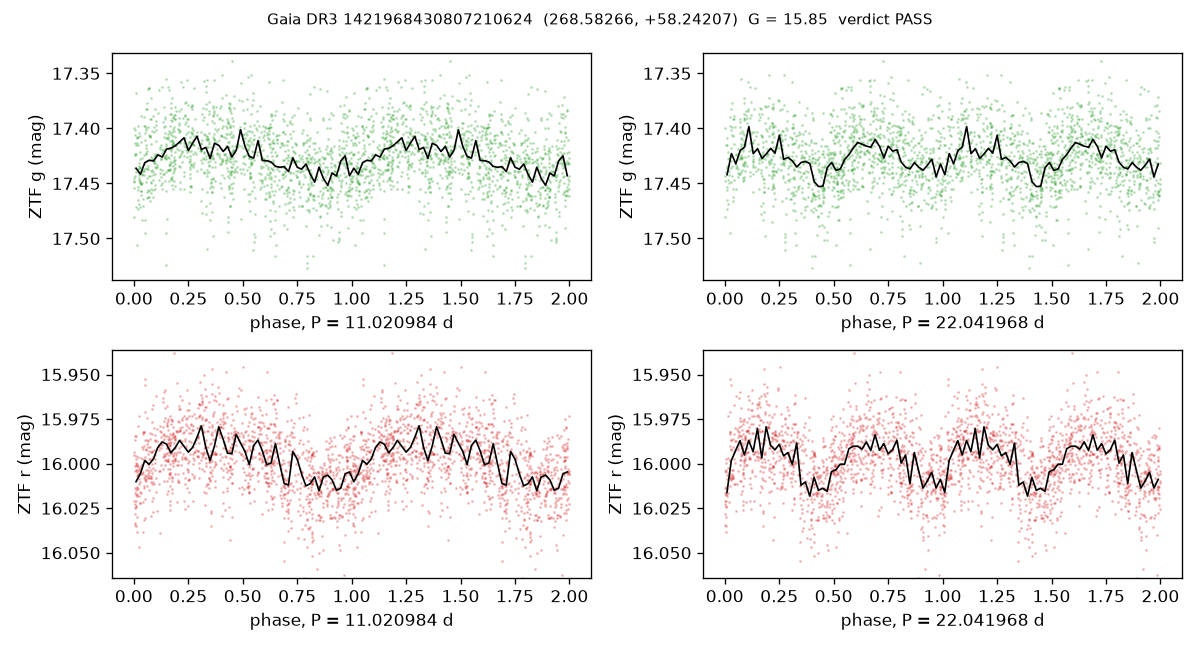 Gaia DR3 1421968430807210624 (268.58266, +58.24207) G = 15.85 verdict PASS
ZTF g (mag)
17.35
17.40
17.45
17.50
0.00 0.25 0.50 0.75 1.00 1.25 1.50 1.75 2.00
phase, P = 11.020984 d
ZTF g (mag)
17.35
17.40
17.45
17.50
0.00 0.25 0.50 0.75 1.00 1.25 1.50 1.75 2.00
phase, P = 22.041968 d
ZTF r (mag)
15.950
15.975
16.000
16.025
16.050
0.00 0.25 0.50 0.75 1.00 1.25 1.50 1.75 2.00
phase, P = 11.020984 d
ZTF r (mag)
15.950
15.975
16.000
16.025
16.050
0.00 0.25 0.50 0.75 1.00 1.25 1.50 1.75 2.00
phase, P = 22.041968 d